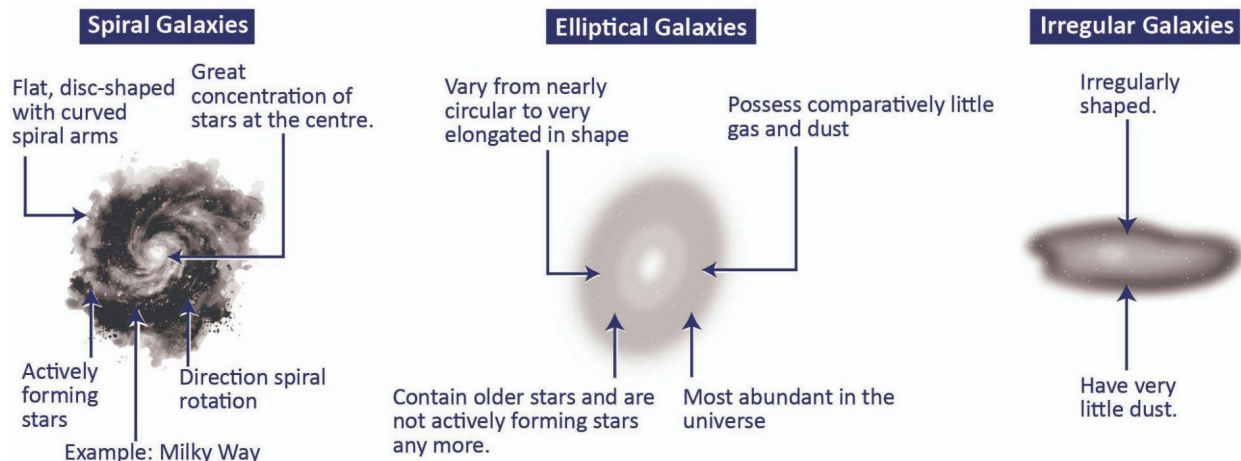 Spiral Galaxies
Flat, disc-shaped
with curved
spiral arms
Great
concentration of
stars at the centre.
Actively
forming
stars
Direction spiral
rotation
Example: Milky Way
Elliptical Galaxies
Vary from nearly
circular to very
elongated in shape
Possess comparatively little
gas and dust
Contain older stars and are
not actively forming stars
any more.
Most abundant in the
universe
Irregular Galaxies
Irregularly
shaped.
Have very
little dust.